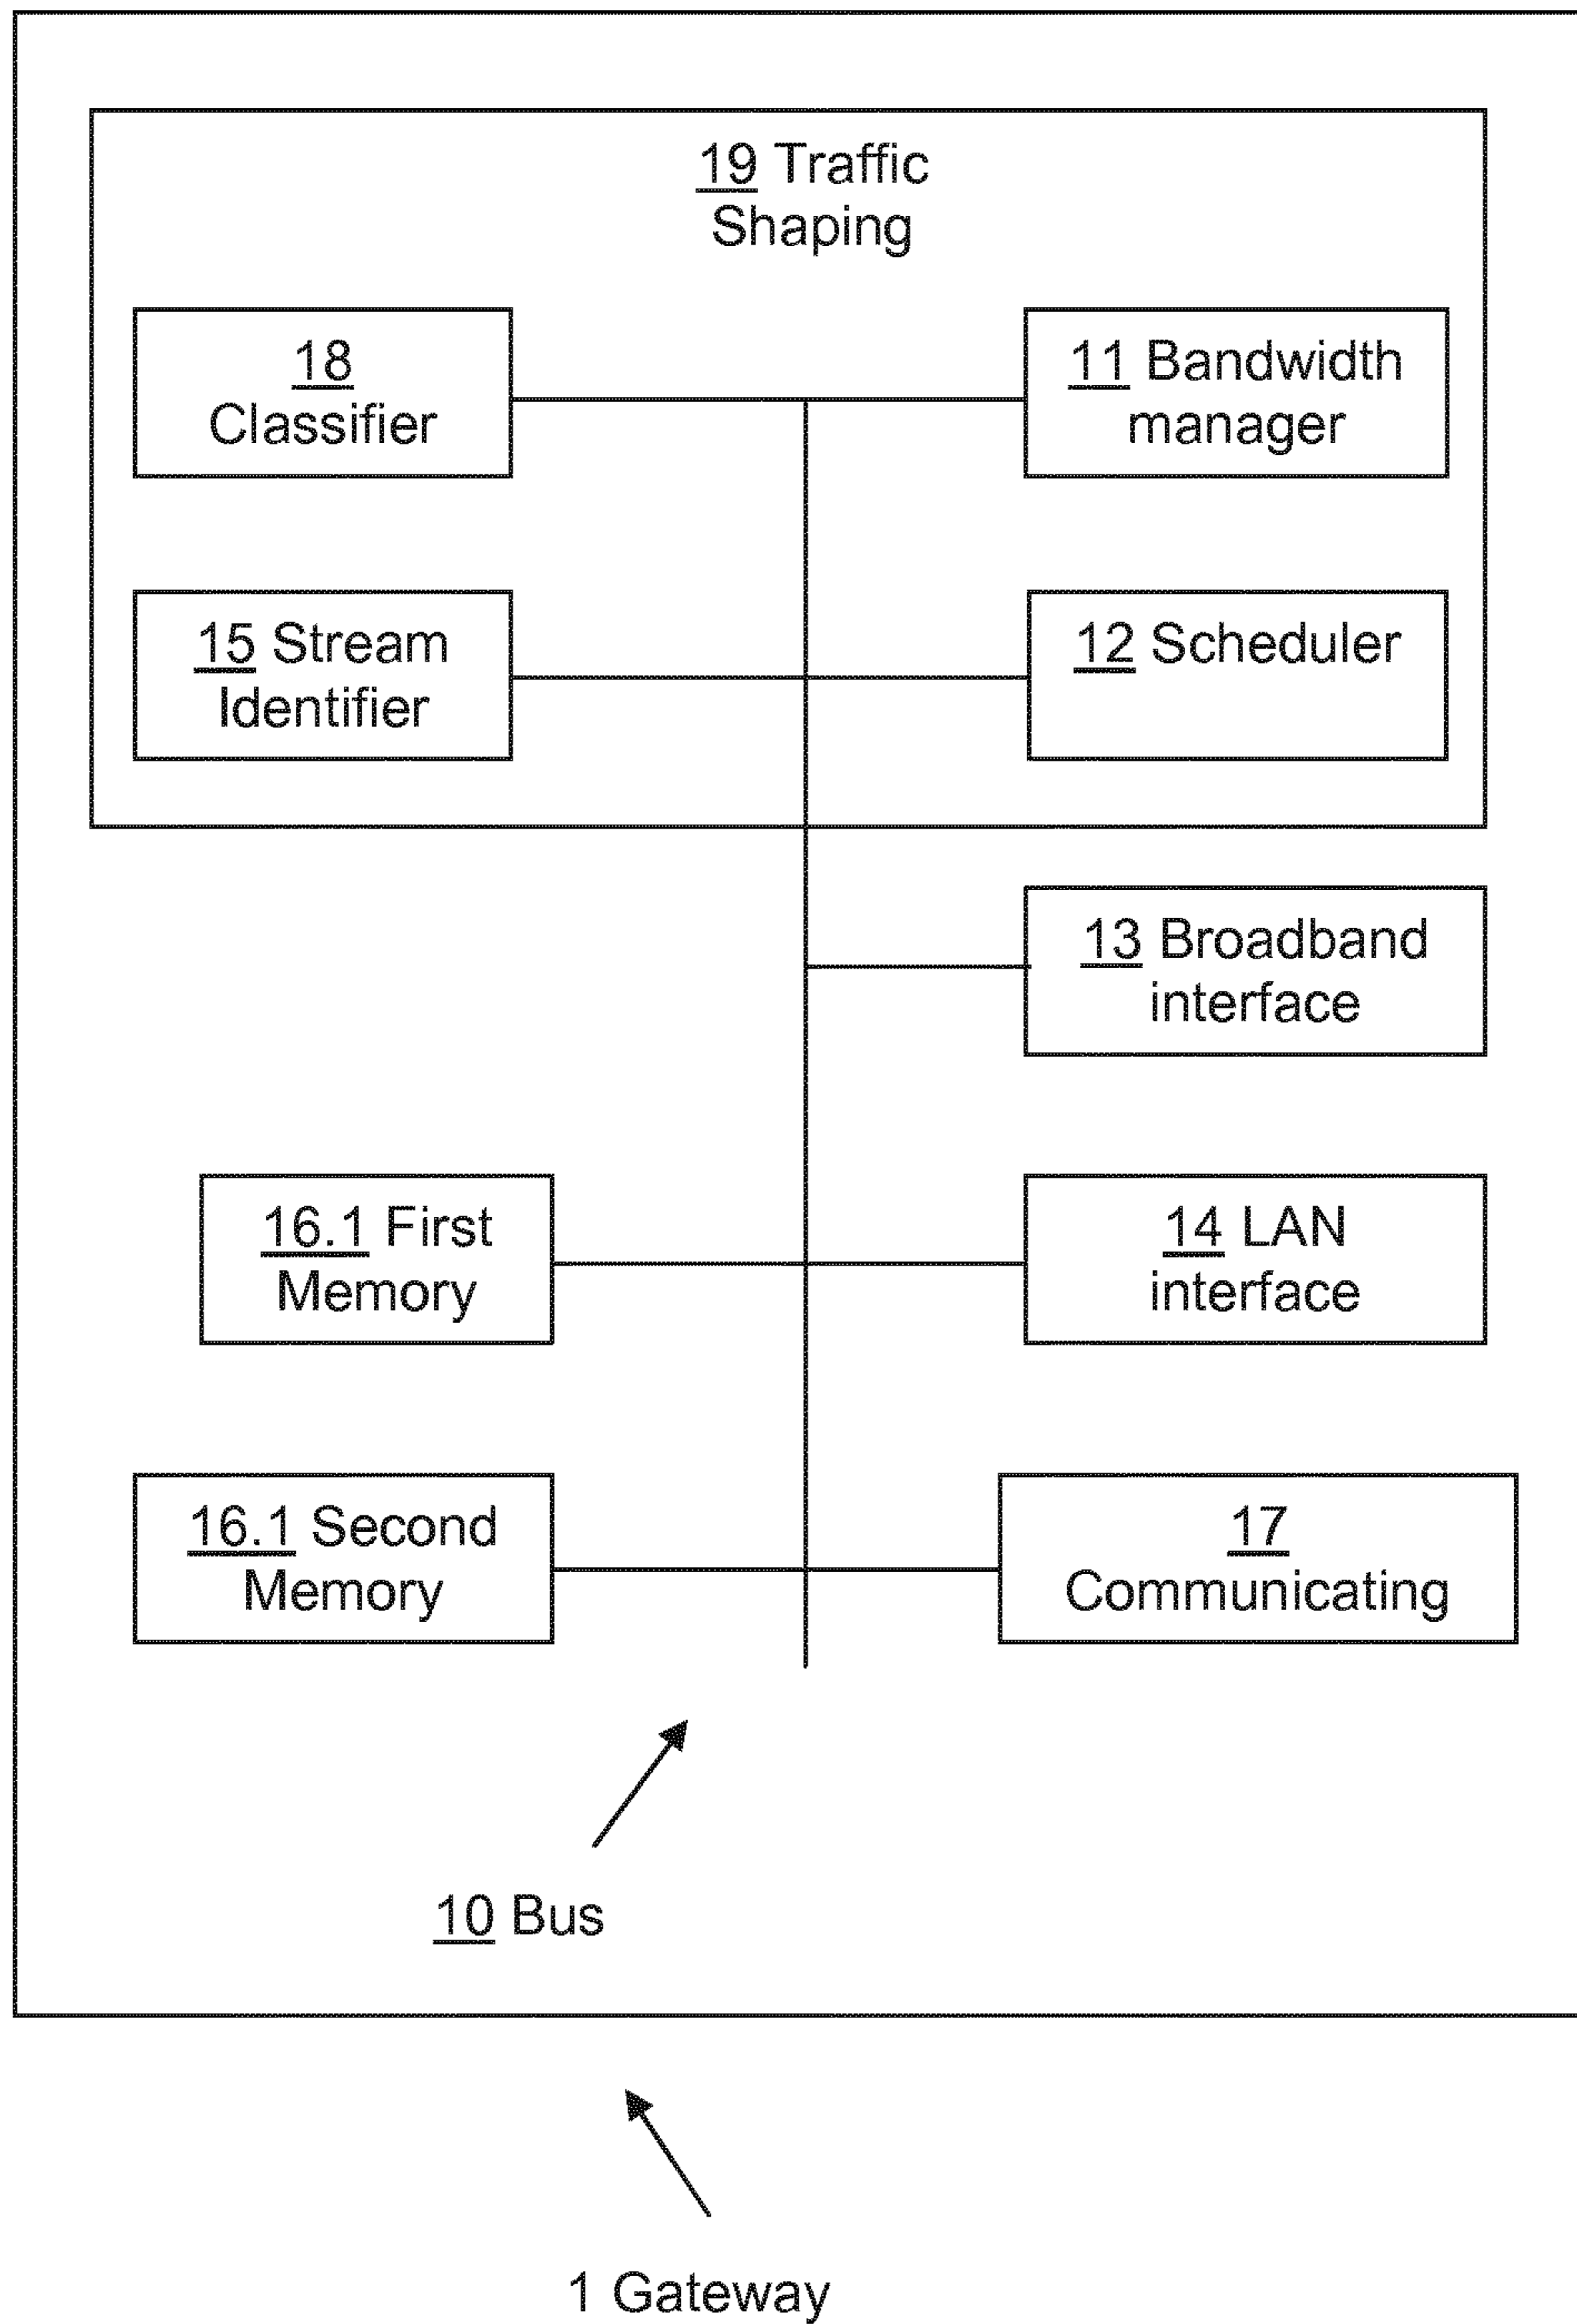 19 Traffic
Shaping
18
Classifier
11 Bandwidth
manager
15 Stream
Identifier
12 Scheduler
13 Broadband
interface
16.1 First
Memory
14 LAN
interface
16.1 Second
Memory
17
Communicating
10 Bus
1 Gateway